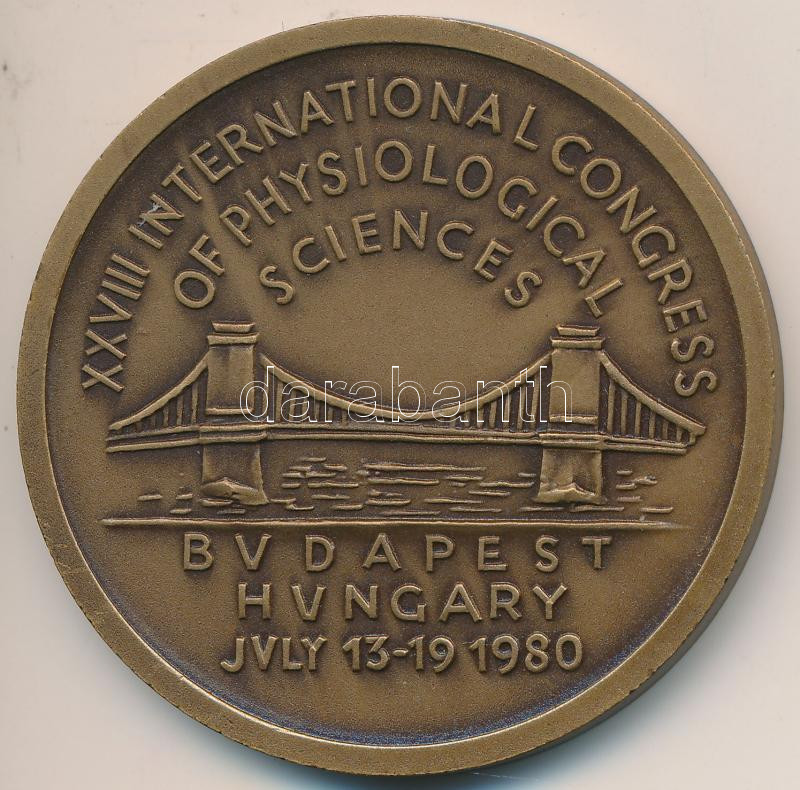 XXVIII INTERNATIONAL CONGRESS
OF PHYSIOLOGICAL
SCIENCES
darabanth
BVDAPEST
HVNGARY
JVLY 13-19 1980